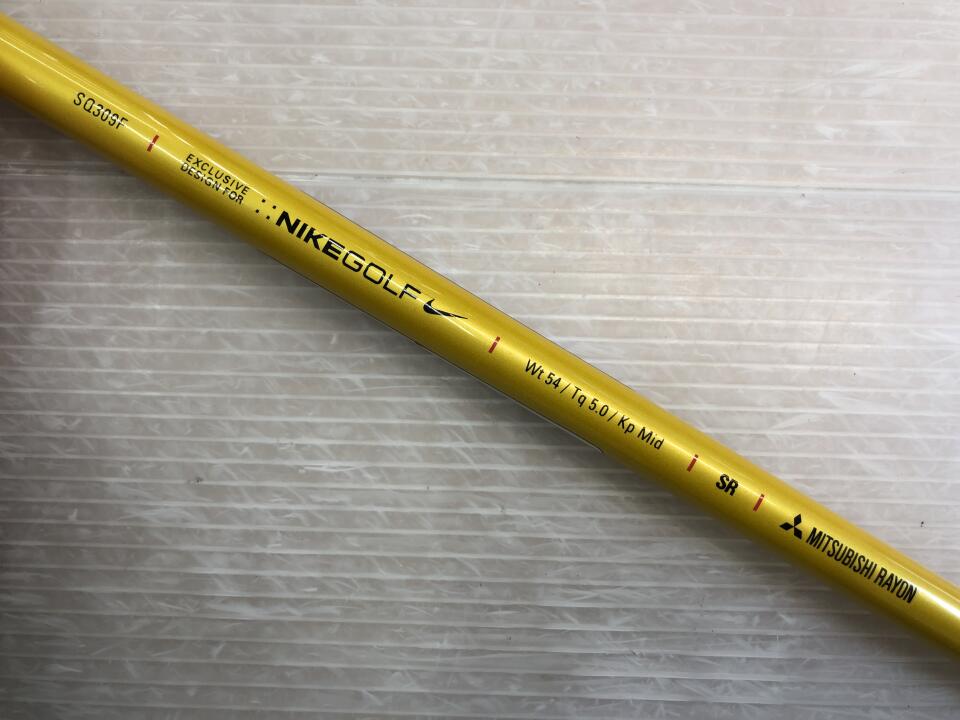 SQ309F
EXCLUSIVE
DESIGN FOR
NIKEGOLF
Wt 54 / Tq 5.0 / Kp Mid
SR
MITSUBISHI RAYON